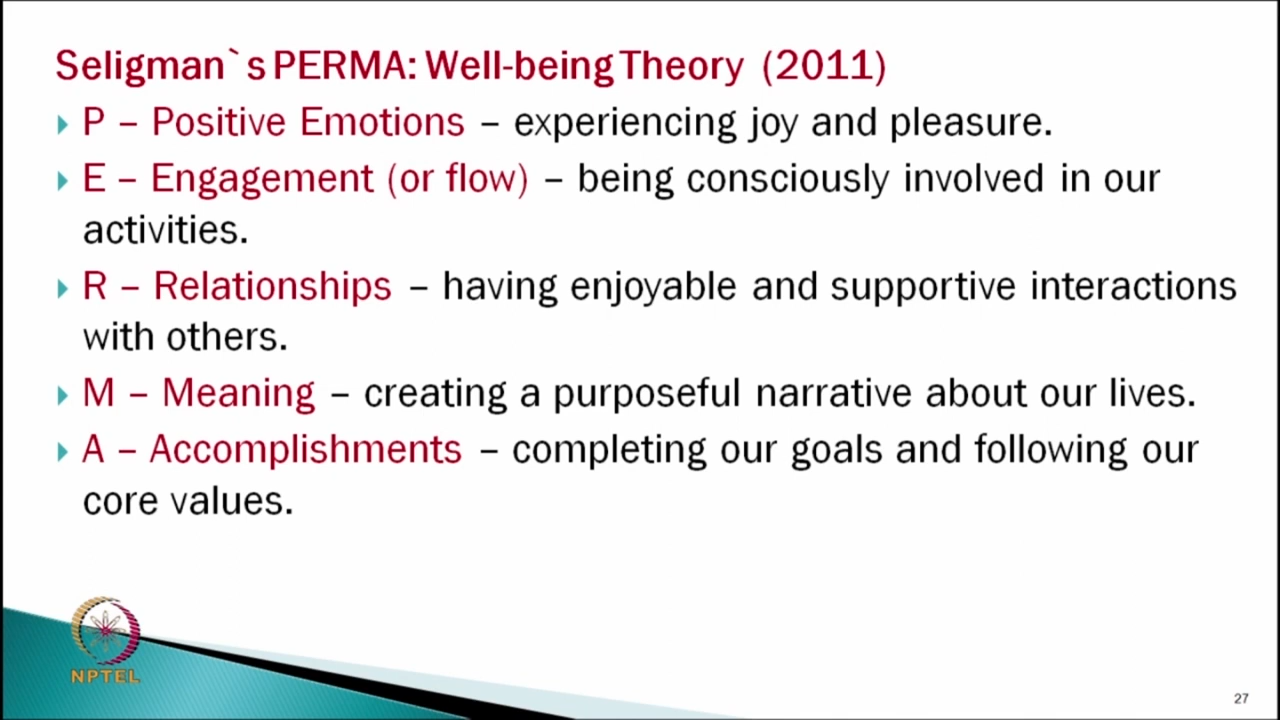 Seligman`s PERMA: Well-being Theory (2011)
P – Positive Emotions – experiencing joy and pleasure.
E – Engagement (or flow) – being consciously involved in our
activities.
R – Relationships – having enjoyable and supportive interactions
with others.
M – Meaning – creating a purposeful narrative about our lives.
A – Accomplishments – completing our goals and following our
core values.
NPTEL
27